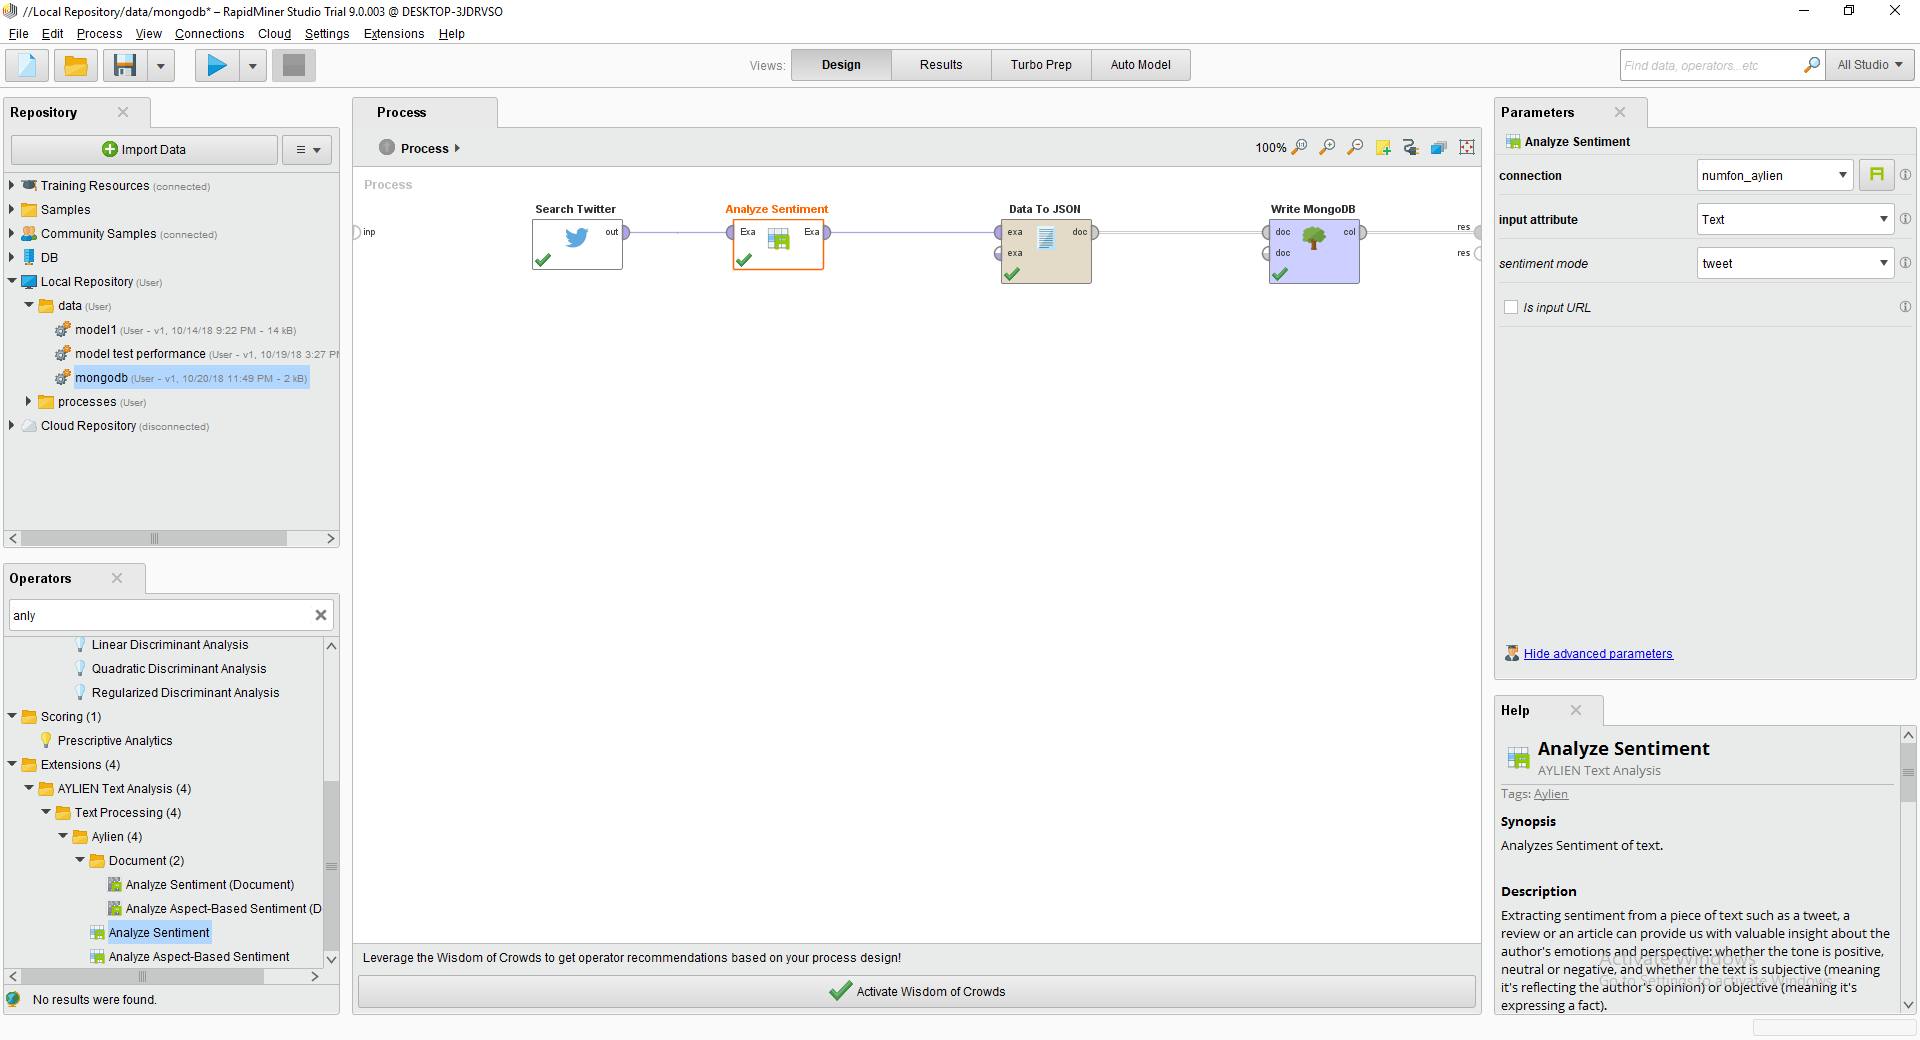 //Local Repository/data/mongodb* – RapidMiner Studio Trial 9.0.003 @ DESKTOP-3JDRVSO
File Edit Process View Connections Cloud Settings Extensions Help
Views: Design Results Turbo Prep Auto Model
Find data, operators...etc
All Studio
Repository
Import Data
Training Resources (connected)
Samples
Community Samples (connected)
DB
Local Repository (User)
data (User)
model1 (User - v1, 10/14/18 9:22 PM - 14 kB)
model test performance (User - v1, 10/19/18 3:27 PM
mongodb (User - v1, 10/20/18 11:49 PM - 2 kB)
processes (User)
Cloud Repository (disconnected)
Operators
anly
Linear Discriminant Analysis
Quadratic Discriminant Analysis
Regularized Discriminant Analysis
Scoring (1)
Prescriptive Analytics
Extensions (4)
AYLIEN Text Analysis (4)
Text Processing (4)
Aylien (4)
Document (2)
Analyze Sentiment (Document)
Analyze Aspect-Based Sentiment (D
Analyze Sentiment
Analyze Aspect-Based Sentiment
No results were found.
Process
Process
100%
Process
inp
Search Twitter
out
Analyze Sentiment
Exa Exa
Data To JSON
exa doc
exa
Write MongoDB
doc col
doc
res
res
Leverage the Wisdom of Crowds to get operator recommendations based on your process design!
Activate Wisdom of Crowds
Parameters
Analyze Sentiment
connection numfon_aylien
input attribute Text
sentiment mode tweet
Is input URL
Hide advanced parameters
Help
Analyze Sentiment
AYLIEN Text Analysis
Tags: Aylien
Synopsis
Analyzes Sentiment of text.
Description
Extracting sentiment from a piece of text such as a tweet, a
review or an article can provide us with valuable insight about the
author's emotions and perspective: whether the tone is positive,
neutral or negative, and whether the text is subjective (meaning
it's reflecting the author's opinion) or objective (meaning it's
expressing a fact).
Activate Windows
Go to Settings to activate Windows.